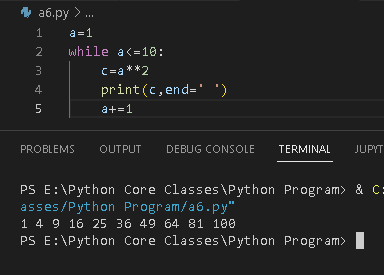 a6.py > ...
1 a=1
2 while a<=10:
3 c=a**2
4 print(c,end=' ')
5 a+=1
PROBLEMS OUTPUT DEBUG CONSOLE TERMINAL JUPYT
PS E:\Python Core Classes\Python Program> & C:
asses/Python Program/a6.py"
1 4 9 16 25 36 49 64 81 100
PS E:\Python Core Classes\Python Program>